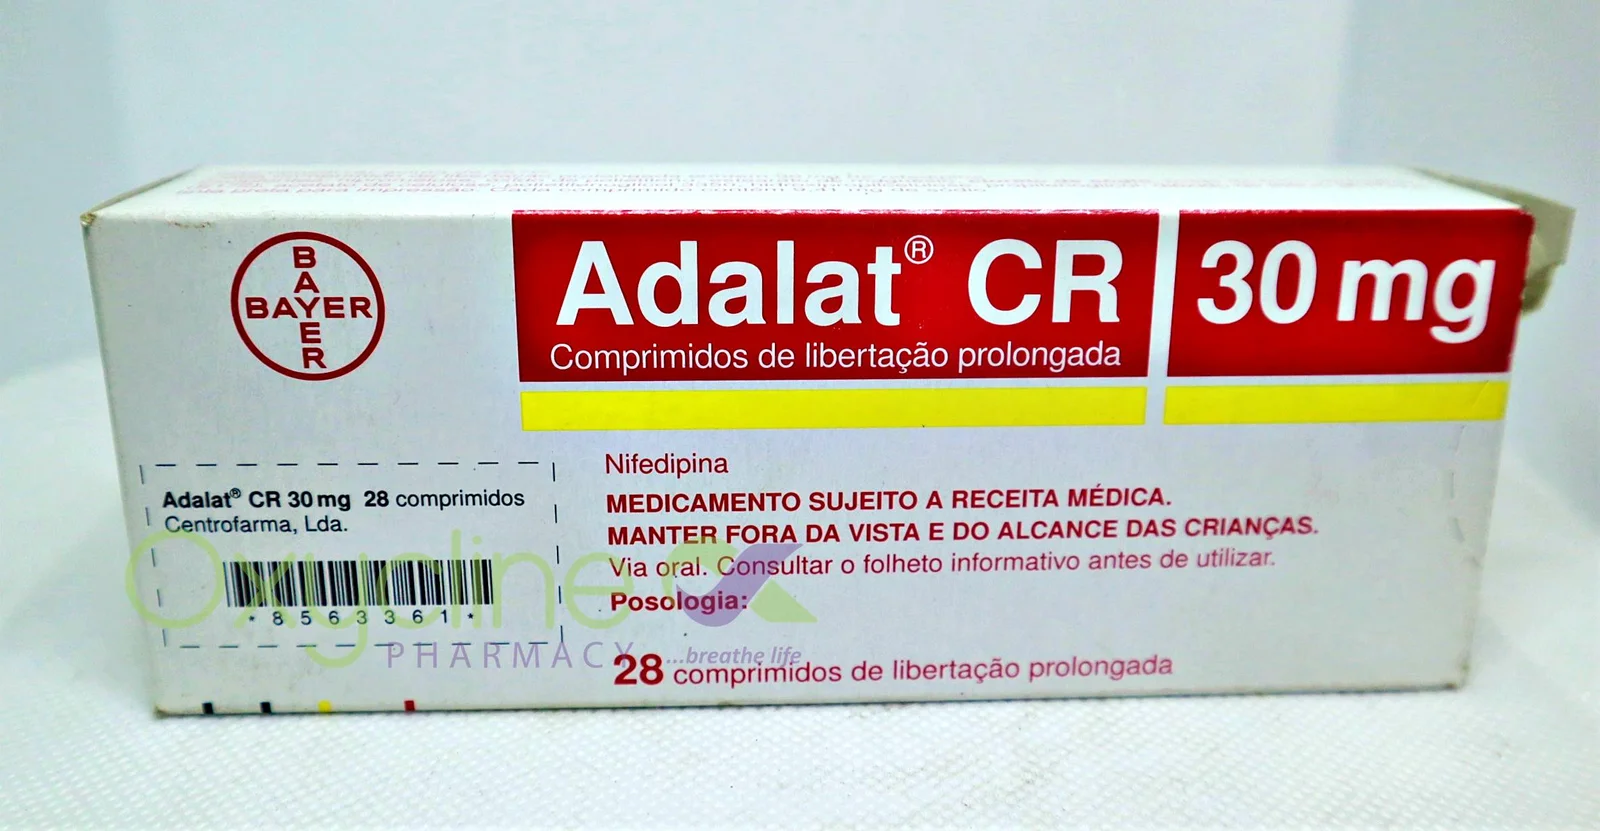 BAYER
BAYER
Adalat® CR 30 mg
Comprimidos de libertação prolongada
Nifedipina
MEDICAMENTO SUJEITO A RECEITA MÉDICA.
MANTER FORA DA VISTA E DO ALCANCE DAS CRIANÇAS.
Via oral. Consultar o folheto informativo antes de utilizar.
Posologia:
28 comprimidos de libertação prolongada
Adalat® CR 30 mg 28 comprimidos
Centrofarma, Lda.
*8563361*
Oxyline
PHARMACY
...breathe life